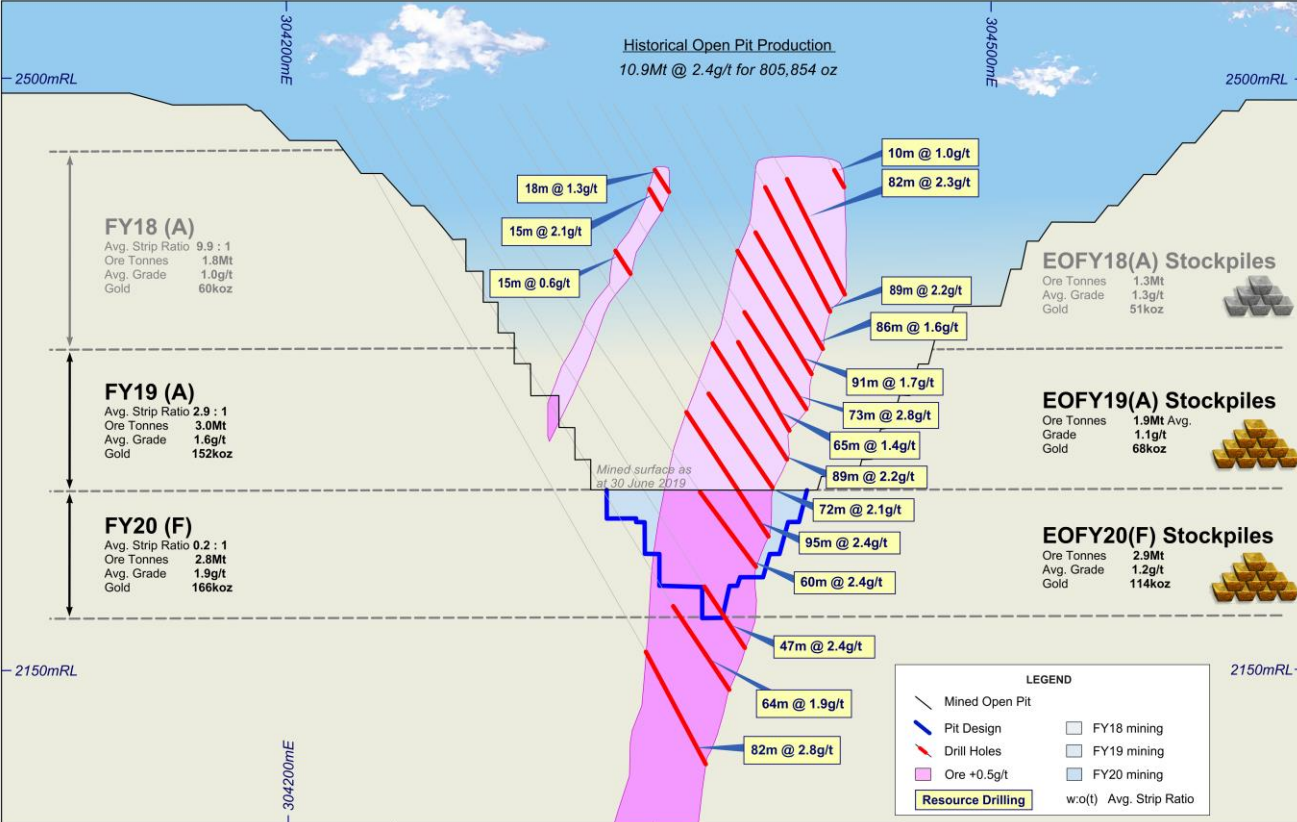 304200mE
304500mE
Historical Open Pit Production
10.9Mt @ 2.4g/t for 805,854 oz
2500mRL
2500mRL
10m @ 1.0g/t
18m @ 1.3g/t
82m @ 2.3g/t
15m @ 2.1g/t
15m @ 0.6g/t
89m @ 2.2g/t
86m @ 1.6g/t
FY18 (A)
Avg. Strip Ratio 9.9 : 1
Ore Tonnes 1.8Mt
Avg. Grade 1.0g/t
Gold 60koz
EOFY18(A) Stockpiles
Ore Tonnes 1.3Mt
Avg. Grade 1.3g/t
Gold 51koz
91m @ 1.7g/t
73m @ 2.8g/t
65m @ 1.4g/t
89m @ 2.2g/t
FY19 (A)
Avg. Strip Ratio 2.9 : 1
Ore Tonnes 3.0Mt
Avg. Grade 1.6g/t
Gold 152koz
EOFY19(A) Stockpiles
Ore Tonnes 1.9Mt Avg.
Grade 1.1g/t
Gold 68koz
Mined surface as
at 30 June 2019
72m @ 2.1g/t
95m @ 2.4g/t
60m @ 2.4g/t
FY20 (F)
Avg. Strip Ratio 0.2 : 1
Ore Tonnes 2.8Mt
Avg. Grade 1.9g/t
Gold 166koz
EOFY20(F) Stockpiles
Ore Tonnes 2.9Mt
Avg. Grade 1.2g/t
Gold 114koz
47m @ 2.4g/t
2150mRL
2150mRL
64m @ 1.9g/t
82m @ 2.8g/t
304200mE
LEGEND
Mined Open Pit
Pit Design
FY18 mining
Drill Holes
FY19 mining
Ore +0.5g/t
FY20 mining
Resource Drilling
w:o(t) Avg. Strip Ratio